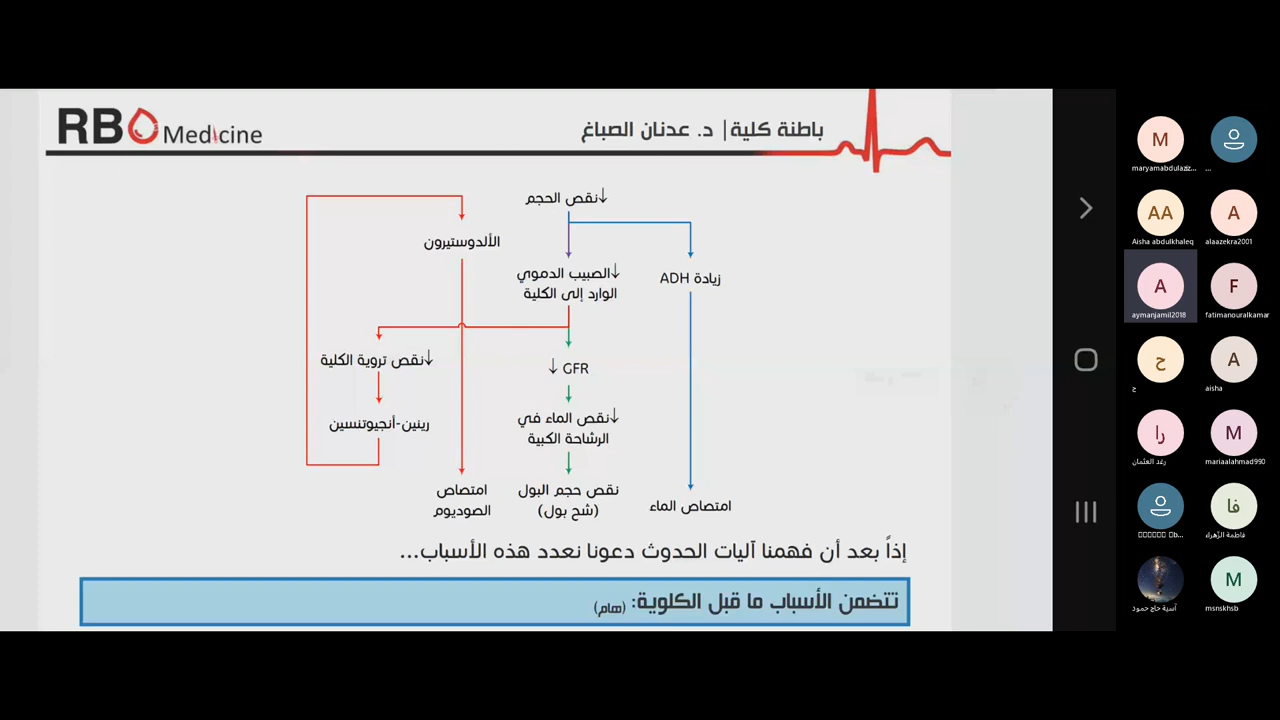 RBO Medicine
باطنة كلية| د. عدنان الصباغ
↓نقص الحجم
الألدوستيرون
↓الصبيب الدموي
الوارد إلى الكلية
زيادة ADH
↓نقص تروية الكلية
↓ GFR
رينين-أنجيوتنسين
↓نقص الماء في
الرشاحة الكبية
امتصاص
الصوديوم
نقص حجم البول
(شح بول)
امتصاص الماء
إذاً بعد أن فهمنا آليات الحدوث دعونا نعدد هذه الأسباب...
تتضمن الأسباب ما قبل الكلوية: (هام)
M
maryamabdulaziz...
...
AA
Aisha abdulkhaleq
A
alaazekra2001
A
aymanjamil2018
F
fatimanouralkamar
ح
ح
A
aisha
را
رغد العثمان
M
mariaalahmad990
فا
فاطمة الزهراء
آسية حاج حمود
M
msnskhsb